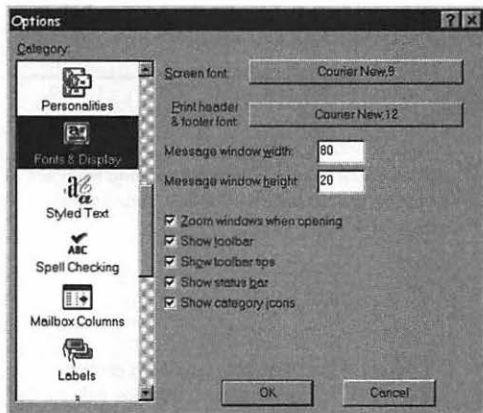 Options
Category:
Personalities
Fonts & Display
Styled Text
ABC
Spell Checking
Mailbox Columns
Labels
Screen font:
Courier New,9
Print header
& footer font:
Courier New,12
Message window width:
80
Message window height:
20
Zoom windows when opening
Show toolbar
Show toolbar tips
Show status bar
Show category icons
OK
Cancel